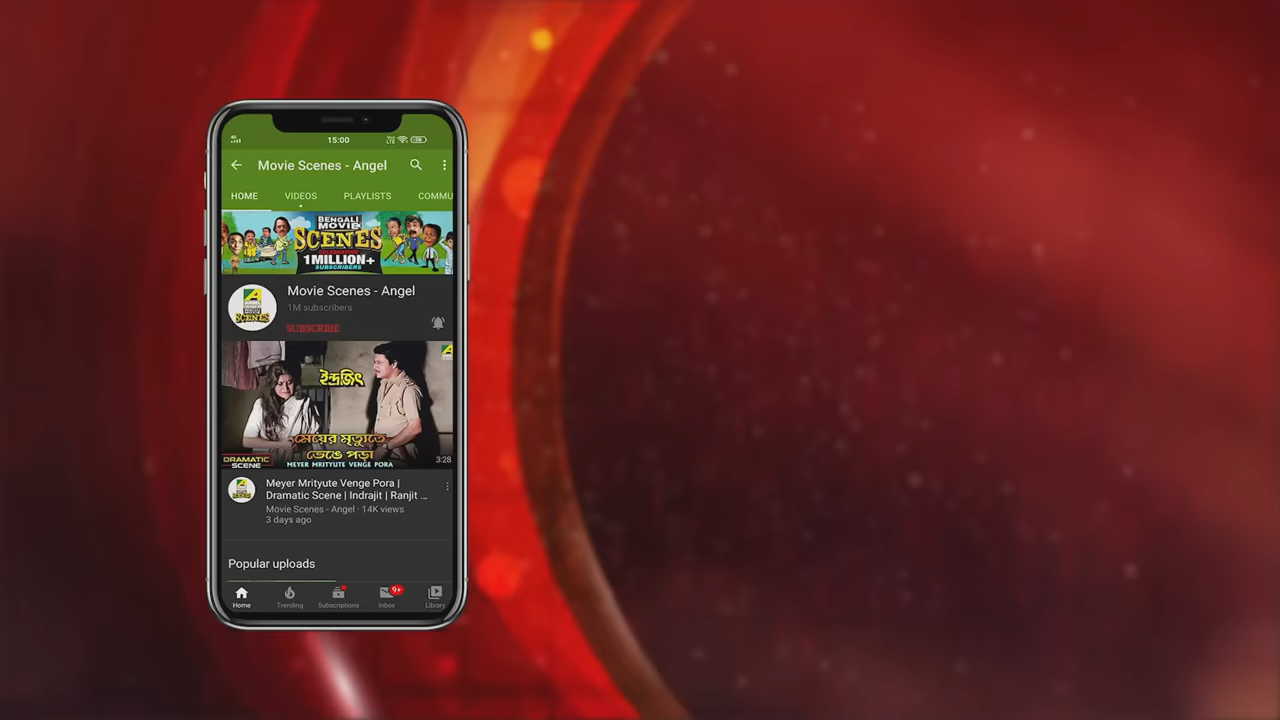 4G
15:00
Movie Scenes - Angel
HOME VIDEOS PLAYLISTS COMMU
BENGALI
MOVIE
SCENES
1MILLION+
SUBSCRIBERS
Movie Scenes - Angel
1M subscribers
SUBSCRIBE
SCENES
ইন্দ্রজিৎ
মেয়ের মৃত্যুতে
ভেঙে পড়া
DRAMATIC
SCENE
MEYER MRITYUTE VENGE PORA
3:28
Meyer Mrityute Venge Pora |
Dramatic Scene | Indrajit | Ranjit ...
Movie Scenes - Angel · 14K views
3 days ago
Popular uploads
9+
Home Trending Subscriptions Inbox Library